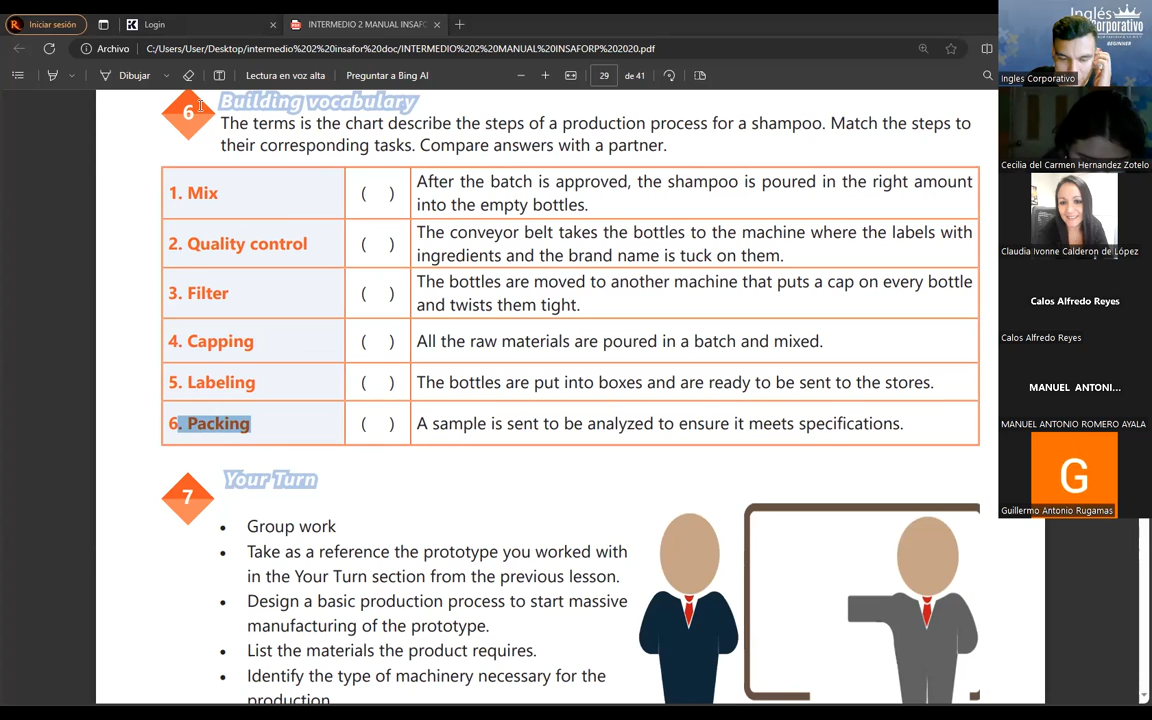 Iniciar sesión
Login
INTERMEDIO 2 MANUAL INSAF
Archivo
C:/Users/User/Desktop/intermedio%202%20insafor%20doc/INTERMEDIO%202%20MANUAL%20INSAFORP%202020.pdf
Dibujar
Lectura en voz alta
Preguntar a Bing AI
29
de 41
6
Building vocabulary
The terms is the chart describe the steps of a production process for a shampoo. Match the steps to
their corresponding tasks. Compare answers with a partner.
1. Mix ( ) After the batch is approved, the shampoo is poured in the right amount
into the empty bottles.
2. Quality control ( ) The conveyor belt takes the bottles to the machine where the labels with
ingredients and the brand name is tuck on them.
3. Filter ( ) The bottles are moved to another machine that puts a cap on every bottle
and twists them tight.
4. Capping ( ) All the raw materials are poured in a batch and mixed.
5. Labeling ( ) The bottles are put into boxes and are ready to be sent to the stores.
6. Packing ( ) A sample is sent to be analyzed to ensure it meets specifications.
7
Your Turn
• Group work
• Take as a reference the prototype you worked with
in the Your Turn section from the previous lesson.
• Design a basic production process to start massive
manufacturing of the prototype.
• List the materials the product requires.
• Identify the type of machinery necessary for the
production.
Inglés
Corporativo
BEGINNER
Ingles Corporativo
Cecilia del Carmen Hernandez Zotelo
Claudia Ivonne Calderon de López
Calos Alfredo Reyes
Calos Alfredo Reyes
MANUEL ANTONI...
MANUEL ANTONIO ROMERO AYALA
G
Guillermo Antonio Rugamas